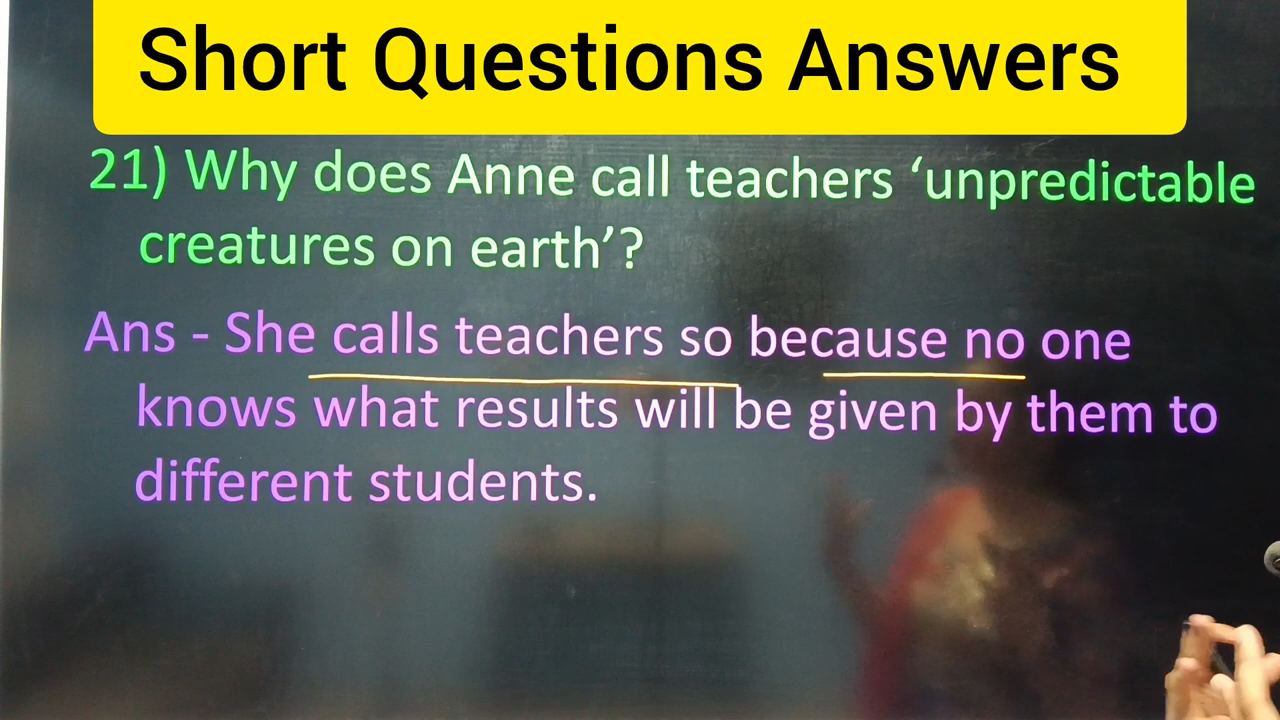 Short Questions Answers
21) Why does Anne call teachers ‘unpredictable
creatures on earth’?
Ans - She calls teachers so because no one
knows what results will be given by them to
different students.